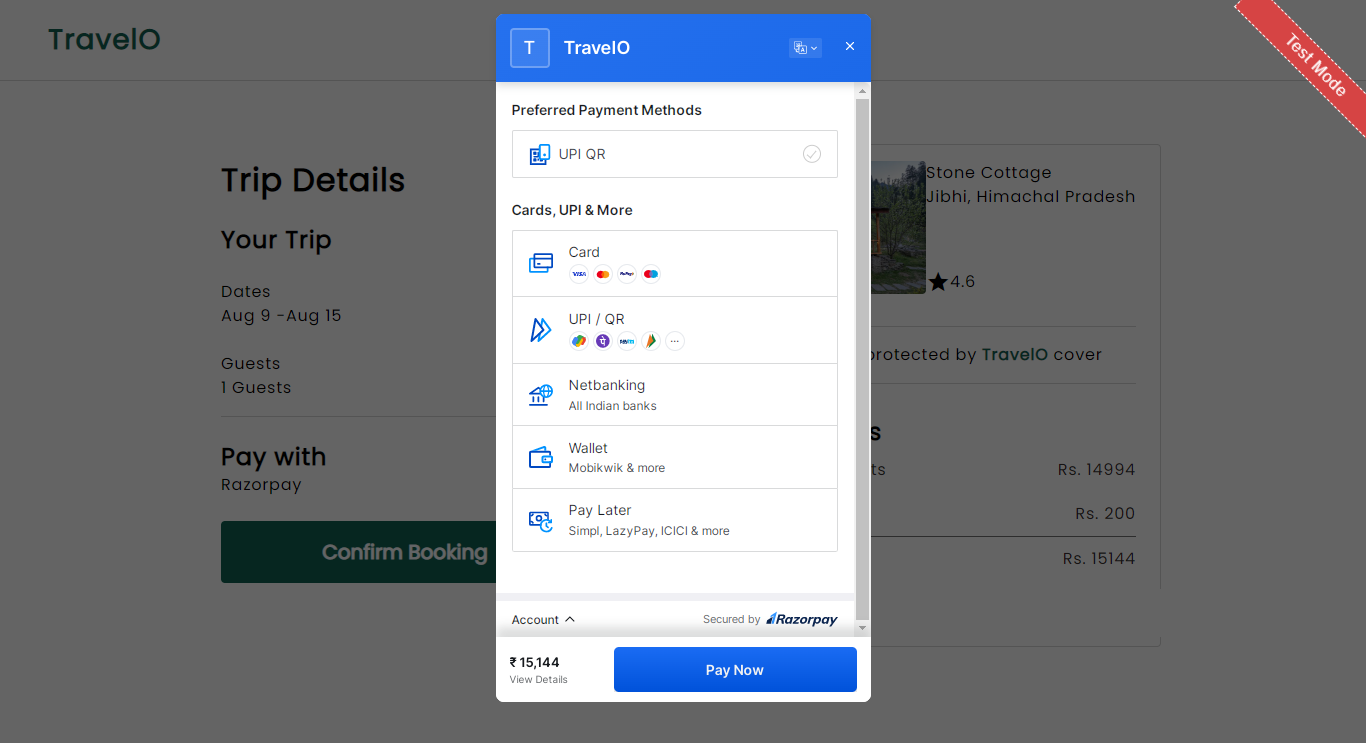 TravelO
Test Mode
T
TravelO
Trip Details
Your Trip
Dates
Aug 9 -Aug 15
Guests
1 Guests
Pay with
Razorpay
Confirm Booking
Preferred Payment Methods
UPI QR
Cards, UPI & More
Card
VISA
RuPay
UPI / QR
paytm
Netbanking
All Indian banks
Wallet
Mobikwik & more
Pay Later
Simpl, LazyPay, ICICI & more
Account
Secured by Razorpay
₹ 15,144
View Details
Pay Now
Stone Cottage
Jibhi, Himachal Pradesh
4.6
protected by TravelO cover
s
ts
Rs. 14994
Rs. 200
Rs. 15144